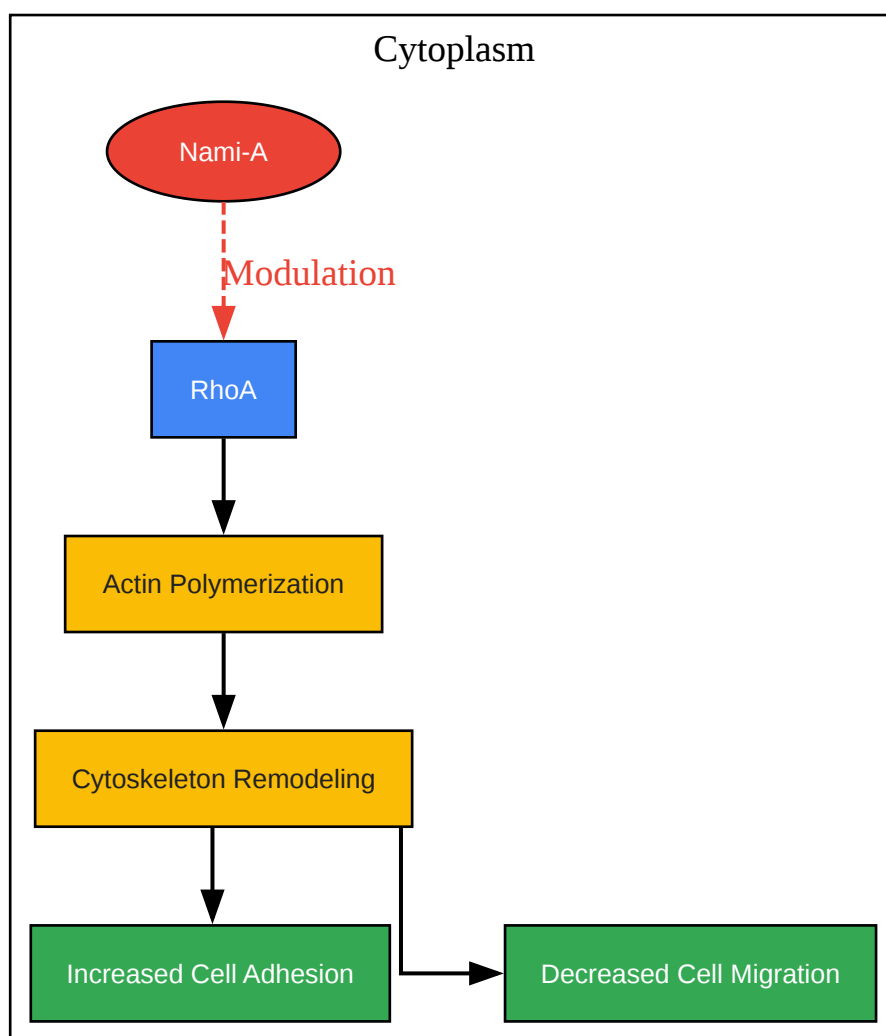 Cytoplasm
Nami-A
Modulation
RhoA
Actin Polymerization
Cytoskeleton Remodeling
Increased Cell Adhesion
Decreased Cell Migration